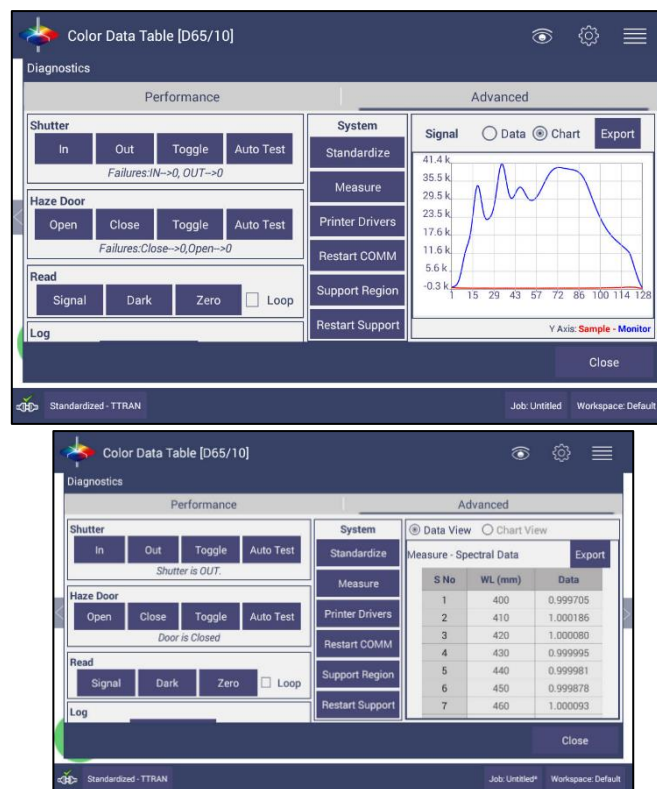 Color Data Table [D65/10]
Diagnostics
Performance
Advanced
Shutter
In Out Toggle Auto Test
Failures:IN-->0, OUT-->0
Haze Door
Open Close Toggle Auto Test
Failures:Close-->0,Open-->0
Read
Signal Dark Zero Loop
Log
System
Standardize
Measure
Printer Drivers
Restart COMM
Support Region
Restart Support
Signal Data Chart Export
41.4 k
35.5 k
29.5 k
23.5 k
17.6 k
11.6 k
5.6 k
-0.3 k
1 15 29 43 57 72 86 100 114 128
Y Axis: Sample - Monitor
Close
Standardized - TTRAN
Job: Untitled Workspace: Default
Color Data Table [D65/10]
Diagnostics
Performance
Advanced
Shutter
In Out Toggle Auto Test
Shutter is OUT.
Haze Door
Open Close Toggle Auto Test
Door is Closed
Read
Signal Dark Zero Loop
Log
System
Standardize
Measure
Printer Drivers
Restart COMM
Support Region
Restart Support
Data View Chart View
Measure - Spectral Data Export
S No WL (mm) Data
1 400 0.999705
2 410 1.000186
3 420 1.000080
4 430 0.999995
5 440 0.999981
6 450 0.999878
7 460 1.000093
Close
Standardized - TTRAN
Job: Untitled* Workspace: Default